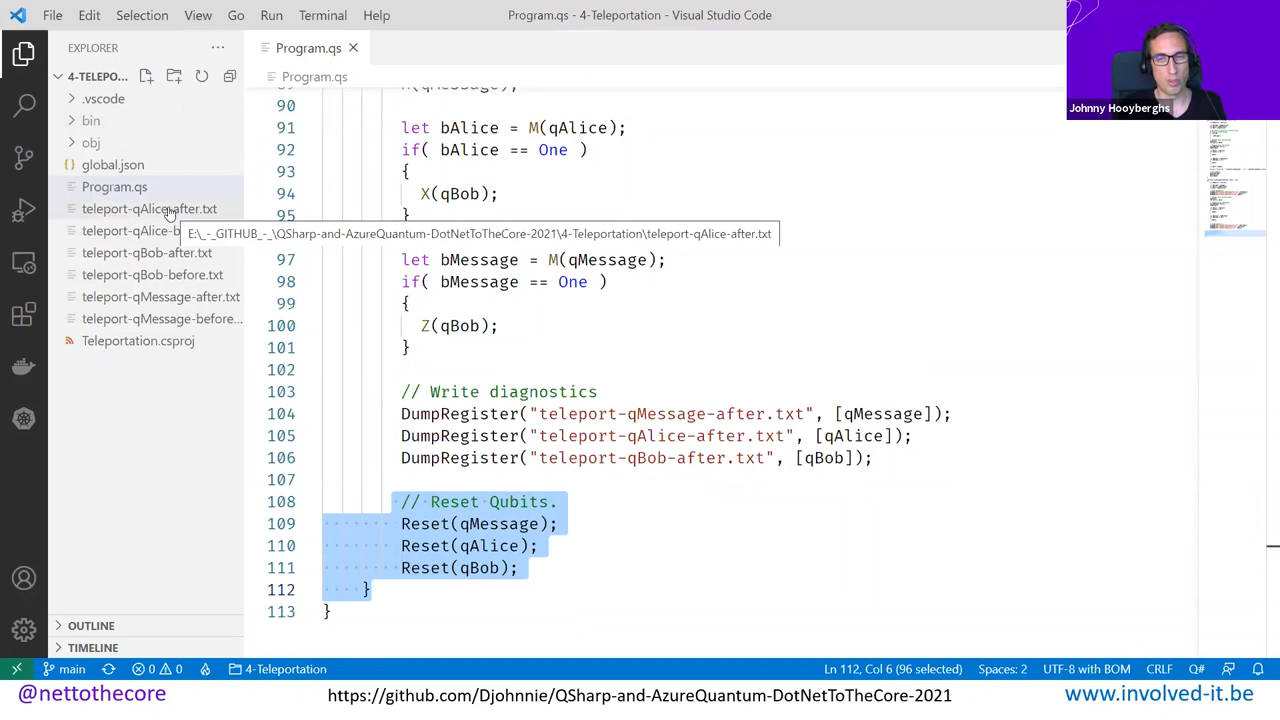 File Edit Selection View Go Run Terminal Help
Program.qs - 4-Teleportation - Visual Studio Code
EXPLORER
4-TELEPO...
.vscode
bin
obj
global.json
Program.qs
teleport-qAlice-after.txt
teleport-qAlice-b
teleport-qBob-after.txt
teleport-qBob-before.txt
teleport-qMessage-after.txt
teleport-qMessage-before...
Teleportation.csproj
OUTLINE
TIMELINE
Program.qs
Program.qs
89 M(qMessage);
90
91 let bAlice = M(qAlice);
92 if( bAlice == One )
93 {
94 X(qBob);
95 }
E:\_-_GITHUB_-_\QSharp-and-AzureQuantum-DotNetToTheCore-2021\4-Teleportation\teleport-qAlice-after.txt
97 let bMessage = M(qMessage);
98 if( bMessage == One )
99 {
100 Z(qBob);
101 }
102
103 // Write diagnostics
104 DumpRegister("teleport-qMessage-after.txt", [qMessage]);
105 DumpRegister("teleport-qAlice-after.txt", [qAlice]);
106 DumpRegister("teleport-qBob-after.txt", [qBob]);
107
108 // Reset Qubits.
109 Reset(qMessage);
110 Reset(qAlice);
111 Reset(qBob);
112 }
113 }
Johnny Hooyberghs
main 0 0 4-Teleportation
Ln 112, Col 6 (96 selected) Spaces: 2 UTF-8 with BOM CRLF Q#
@nettothecore
https://github.com/Djohnnie/QSharp-and-AzureQuantum-DotNetToTheCore-2021
www.involved-it.be